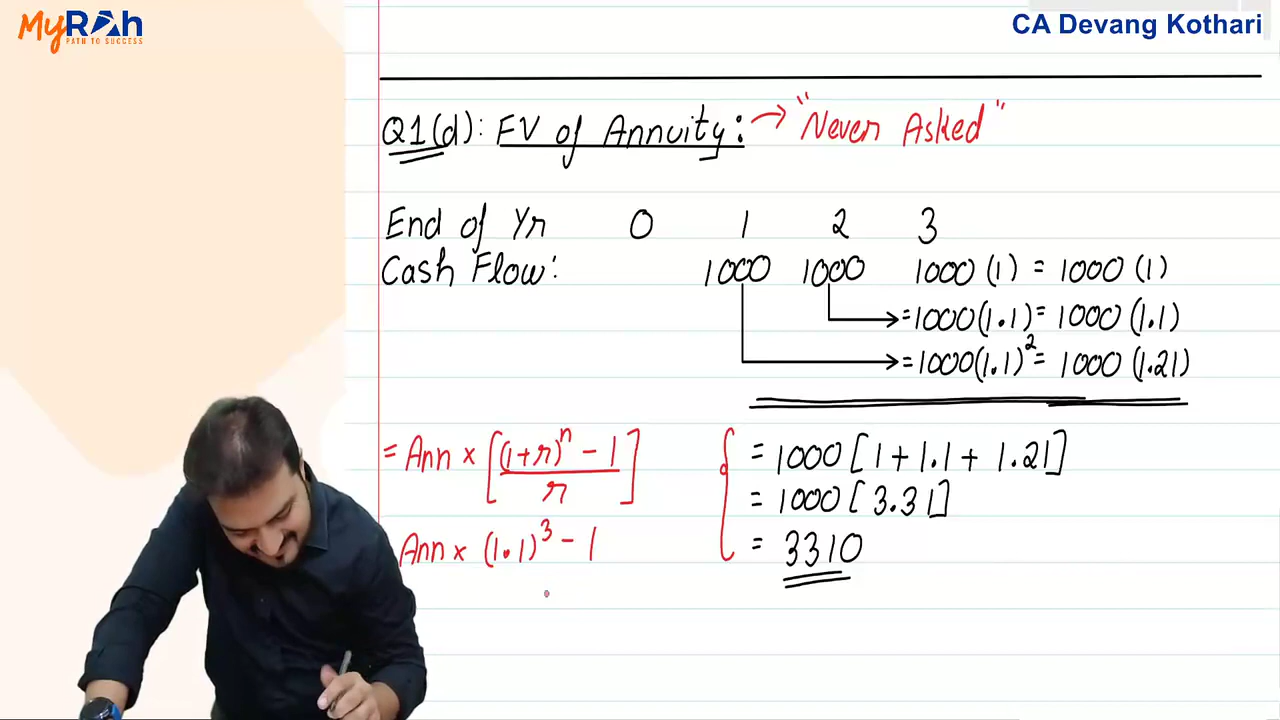 MyRAh
PATH TO SUCCESS
CA Devang Kothari
Q1(d): FV of Annuity: → "Never Asked"
End of Yr 0 1 2 3
Cash Flow: 1000 1000 1000 (1) = 1000 (1)
= 1000 (1.1) = 1000 (1.1)
= 1000 (1.1)² = 1000 (1.21)
= Ann × [(1+r)ⁿ - 1 / r]
Ann × (1.1)³ - 1
= 1000 [1 + 1.1 + 1.21]
= 1000 [3.31]
= 3310